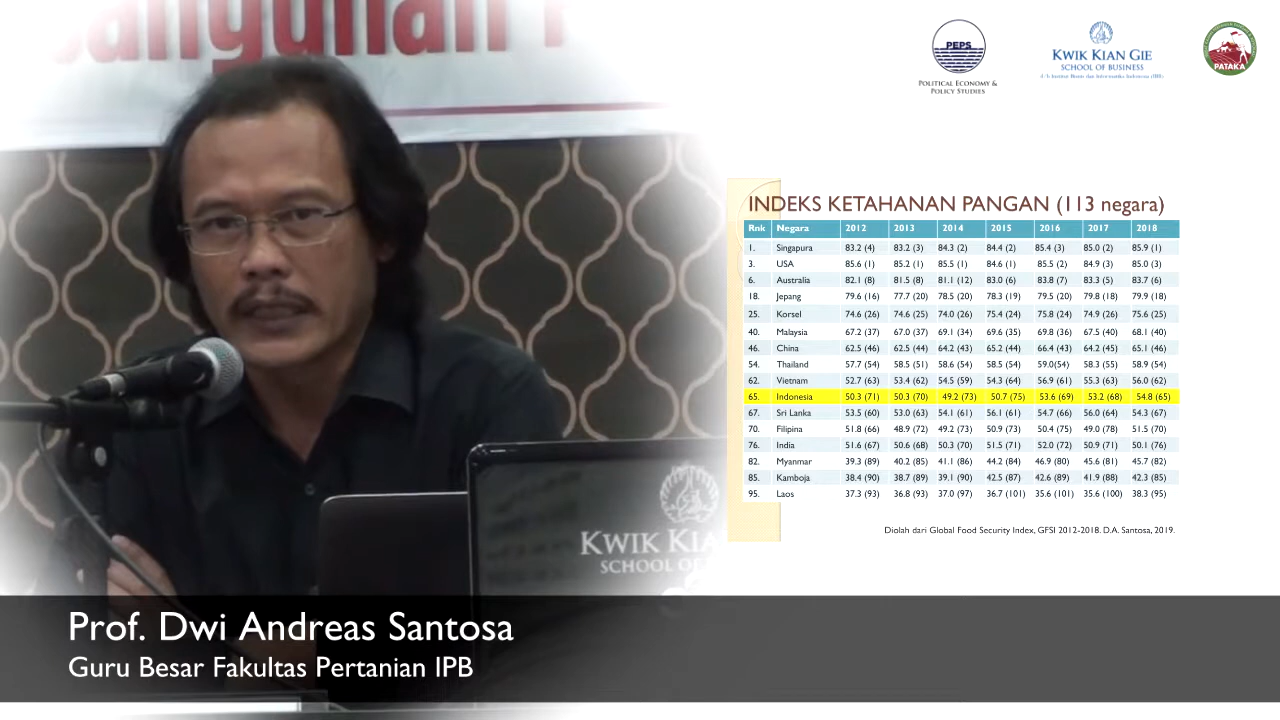 PEPS
POLITICAL ECONOMY &
POLICY STUDIES
KWIK KIAN GIE
SCHOOL OF BUSINESS
PATAKA
INDEKS KETAHANAN PANGAN (113 negara)
Rnk Negara 2012 2013 2014 2015 2016 2017 2018
1. Singapura 83.2 (4) 83.2 (3) 84.3 (2) 84.4 (2) 85.4 (3) 85.0 (2) 85.9 (1)
3. USA 85.6 (1) 85.2 (1) 85.5 (1) 84.6 (1) 85.5 (2) 84.9 (3) 85.0 (3)
6. Australia 82.1 (8) 81.5 (8) 81.1 (12) 83.0 (6) 83.8 (7) 83.3 (5) 83.7 (6)
18. Jepang 79.6 (16) 77.7 (20) 78.5 (20) 78.3 (19) 79.5 (20) 79.8 (18) 79.9 (18)
25. Korsel 74.6 (26) 74.6 (25) 74.0 (26) 75.4 (24) 75.8 (24) 74.9 (26) 75.6 (25)
40. Malaysia 67.2 (37) 67.0 (37) 69.1 (34) 69.6 (35) 69.8 (36) 67.5 (40) 68.1 (40)
46. China 62.5 (46) 62.5 (44) 64.2 (43) 65.2 (44) 66.4 (43) 64.2 (45) 65.1 (46)
54. Thailand 57.7 (54) 58.5 (51) 58.6 (54) 58.5 (54) 59.0(54) 58.3 (55) 58.9 (54)
62. Vietnam 52.7 (63) 53.4 (62) 54.5 (59) 54.3 (64) 56.9 (61) 55.3 (63) 56.0 (62)
65. Indonesia 50.3 (71) 50.3 (70) 49.2 (73) 50.7 (75) 53.6 (69) 53.2 (68) 54.8 (65)
67. Sri Lanka 53.5 (60) 53.0 (63) 54.1 (61) 56.1 (61) 54.7 (66) 56.0 (64) 54.3 (67)
70. Filipina 51.8 (66) 48.9 (72) 49.2 (73) 50.9 (73) 50.4 (75) 49.0 (78) 51.5 (70)
76. India 51.6 (67) 50.6 (68) 50.3 (70) 51.5 (71) 52.0 (72) 50.9 (71) 50.1 (76)
82. Myanmar 39.3 (89) 40.2 (85) 41.1 (86) 44.2 (84) 46.9 (80) 45.6 (81) 45.7 (82)
85. Kamboja 38.4 (90) 38.7 (89) 39.1 (90) 42.5 (87) 42.6 (89) 41.9 (88) 42.3 (85)
95. Laos 37.3 (93) 36.8 (93) 37.0 (97) 36.7 (101) 35.6 (101) 35.6 (100) 38.3 (95)
Diolah dari Global Food Security Index, GFSI 2012-2018. D.A. Santosa, 2019.
KWIK KIA
SCHOOL OF
Prof. Dwi Andreas Santosa
Guru Besar Fakultas Pertanian IPB